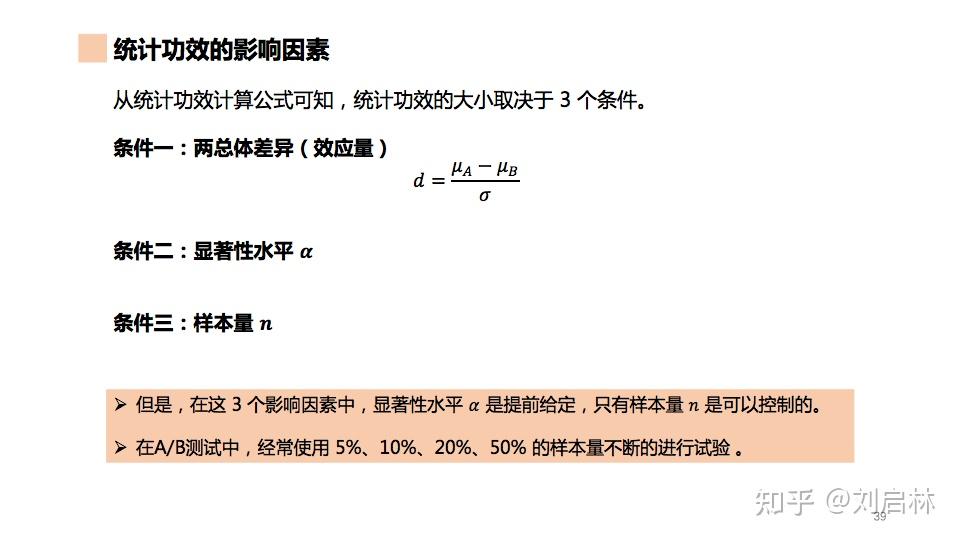 统计功效的影响因素
从统计功效计算公式可知，统计功效的大小取决于 3 个条件。
条件一：两总体差异（效应量）
d = \frac{μ_A − μ_B}{σ}
条件二：显著性水平 α
条件三：样本量 n
➢ 但是，在这 3 个影响因素中，显著性水平 α 是提前给定，只有样本量 n 是可以控制的。
➢ 在A/B测试中，经常使用 5%、10%、20%、50% 的样本量不断的进行试验 。
知乎 @刘启林
39